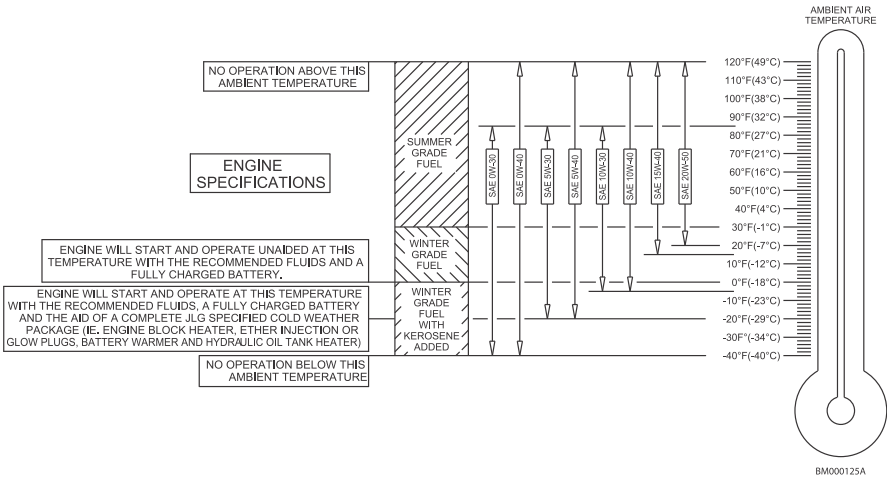 AMBIENT AIR
TEMPERATURE
NO OPERATION ABOVE THIS
AMBIENT TEMPERATURE
ENGINE
SPECIFICATIONS
ENGINE WILL START AND OPERATE UNAIDED AT THIS
TEMPERATURE WITH THE RECOMMENDED FLUIDS AND A
FULLY CHARGED BATTERY.
ENGINE WILL START AND OPERATE AT THIS TEMPERATURE
WITH THE RECOMMENDED FLUIDS, A FULLY CHARGED BATTERY
AND THE AID OF A COMPLETE JLG SPECIFIED COLD WEATHER
PACKAGE (IE. ENGINE BLOCK HEATER, ETHER INJECTION OR
GLOW PLUGS, BATTERY WARMER AND HYDRAULIC OIL TANK HEATER)
NO OPERATION BELOW THIS
AMBIENT TEMPERATURE
SUMMER
GRADE
FUEL
WINTER
GRADE
FUEL
WINTER
GRADE
FUEL
WITH
KEROSENE
ADDED
SAE 0W-30
SAE 0W-40
SAE 5W-30
SAE 5W-40
SAE 10W-30
SAE 10W-40
SAE 15W-40
SAE 20W-50
120°F(49°C)
110°F(43°C)
100°F(38°C)
90°F(32°C)
80°F(27°C)
70°F(21°C)
60°F(16°C)
50°F(10°C)
40°F(4°C)
30°F(-1°C)
20°F(-7°C)
10°F(-12°C)
0°F(-18°C)
-10°F(-23°C)
-20°F(-29°C)
-30F°(-34°C)
-40°F(-40°C)
BM000125A